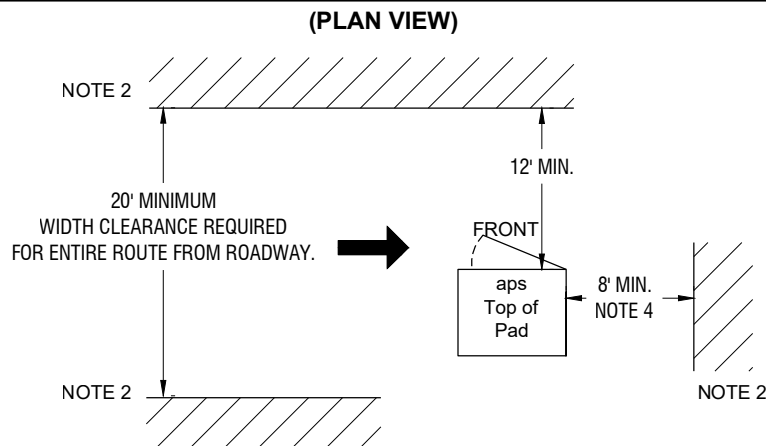 (PLAN VIEW)
NOTE 2
12' MIN.
20' MINIMUM
WIDTH CLEARANCE REQUIRED
FOR ENTIRE ROUTE FROM ROADWAY.
FRONT
aps
Top of
Pad
8' MIN.
NOTE 4
NOTE 2
NOTE 2